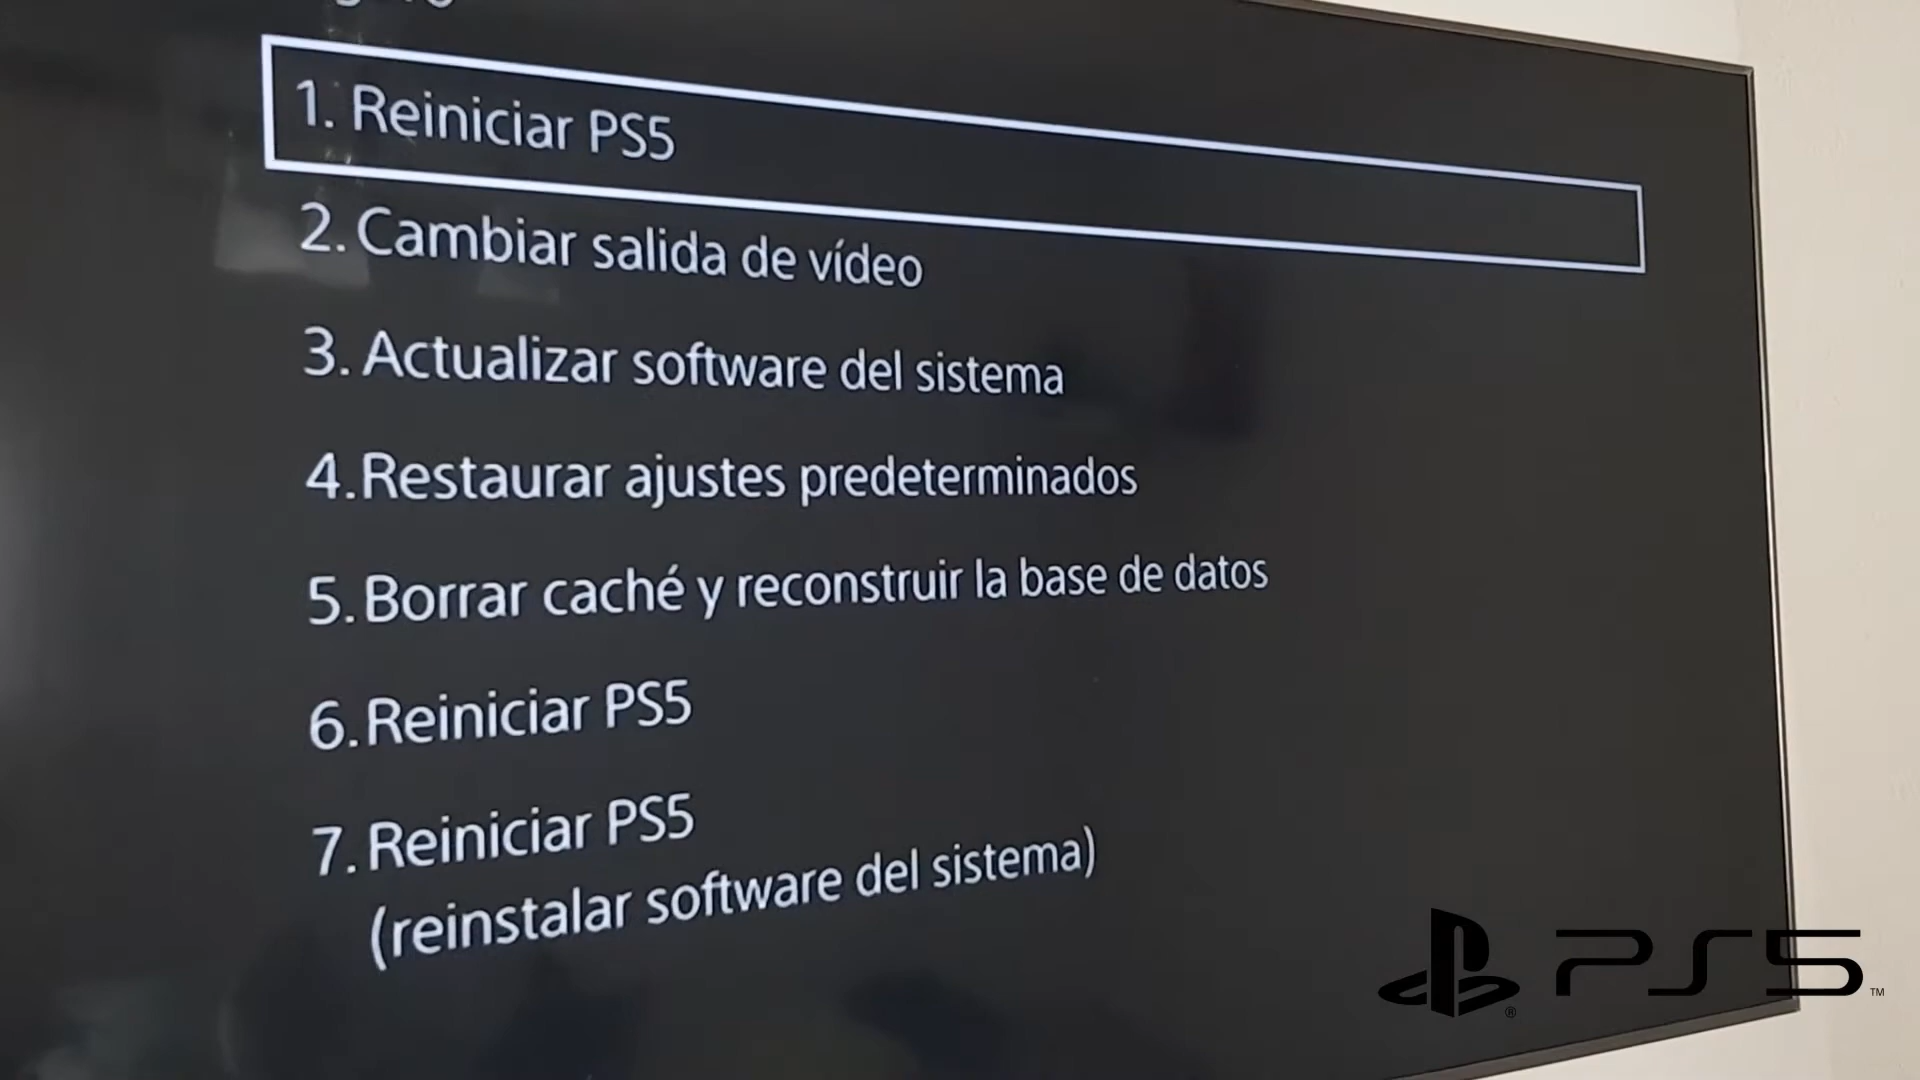 1. Reiniciar PS5
2. Cambiar salida de vídeo
3. Actualizar software del sistema
4. Restaurar ajustes predeterminados
5. Borrar caché y reconstruir la base de datos
6. Reiniciar PS5
7. Reiniciar PS5
(reinstalar software del sistema)
PS5™
®